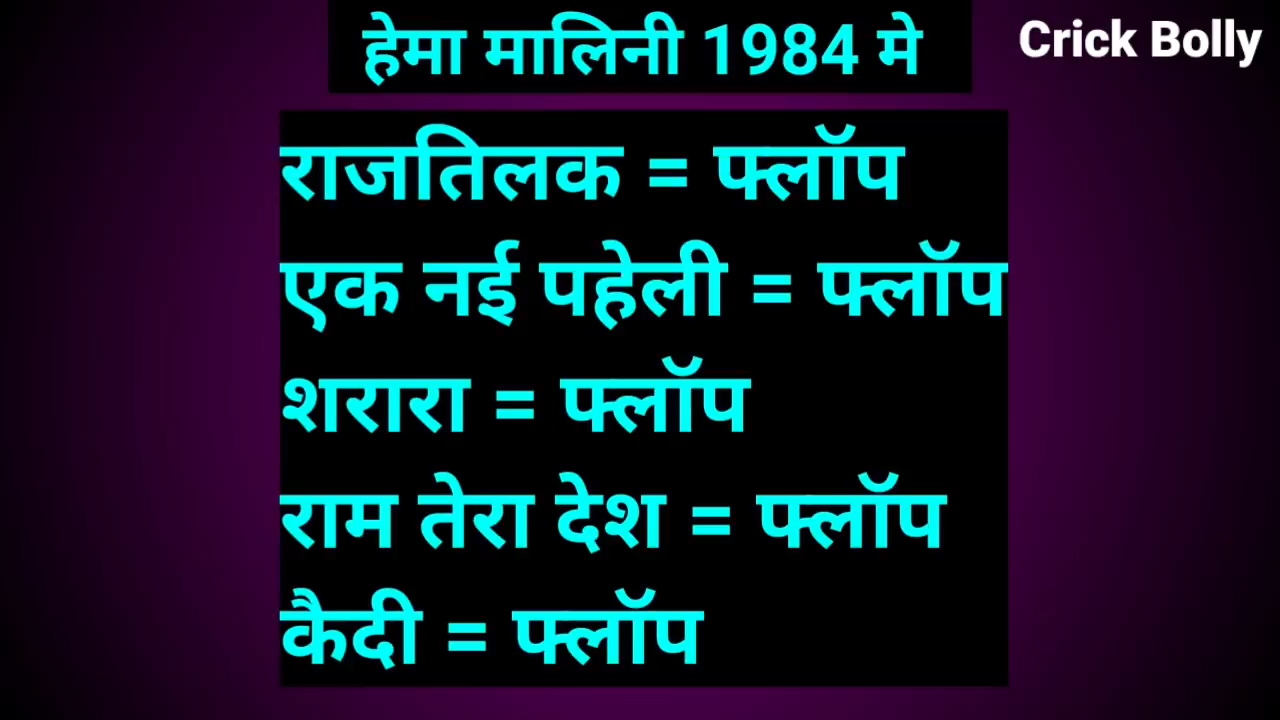 हेमा मालिनी 1984 मे
Crick Bolly
राजतिलक = फ्लॉप
एक नई पहेली = फ्लॉप
शरारा = फ्लॉप
राम तेरा देश = फ्लॉप
कैदी = फ्लॉप